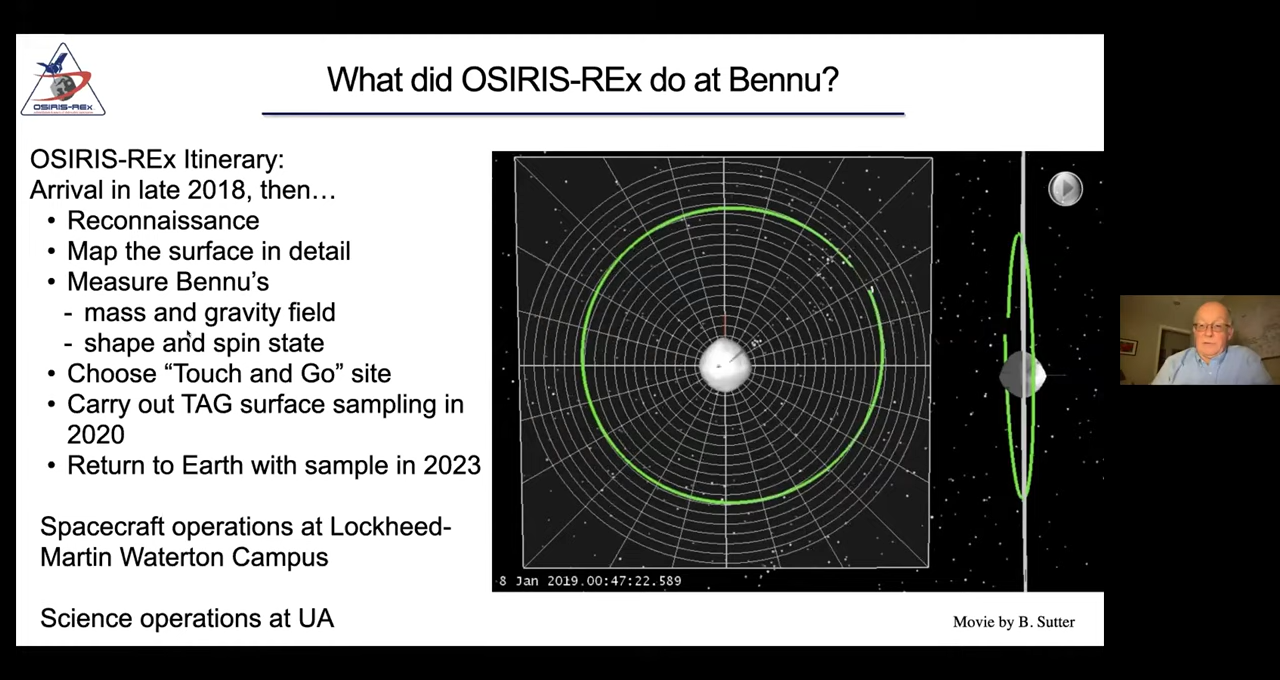 What did OSIRIS-REx do at Bennu?
OSIRIS-REx
OSIRIS-REx Itinerary:
Arrival in late 2018, then…
• Reconnaissance
• Map the surface in detail
• Measure Bennu’s
- mass and gravity field
- shape and spin state
• Choose “Touch and Go” site
• Carry out TAG surface sampling in
2020
• Return to Earth with sample in 2023
Spacecraft operations at Lockheed-
Martin Waterton Campus
Science operations at UA
8 Jan 2019.00:47:22.589
Movie by B. Sutter